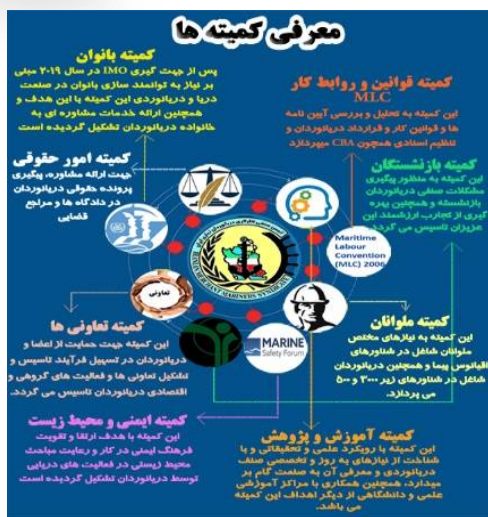 معرفی کمیته ها
کمیته قوانین و روابط کار
MLC
این کمیته به تحلیل و بررسی آیین نامه
ها و قوانین کار و قرارداد دریانوردان و
تنظیم اسنادی همچون CBA میپردازد
کمیته بازنشستگان
این کمیته به منظور پیگیری
مشکلات صنفی دریانوردان
بازنشسته و همچنین بهره
گیری از تجارب ارزشمند این
عزیزان تاسیس می گردد.
کمیته بانوان
پس از جهت گیری IMO در سال ۲۰۱۹ مبنی
بر نیاز به توانمند سازی بانوان در صنعت
دریا و دریانوردی این کمیته با این هدف و
همچنین ارائه خدمات مشاوره ای به
خانواده دریانوردان تشکیل گردیده است
کمیته امور حقوقی
جهت ارائه مشاوره، پیگیری
پرونده حقوقی دریانوردان
در دادگاه ها و مراجع
قضایی
IRANIAN MERCHANT MARINERS SYNDICATE
Maritime
Labour
Convention
(MLC) 2006
تعاونی
MARINE
Safety Forum
کمیته ملوانان
این کمیته به نیازهای مختص
ملوانان شاغل در شناورهای
اقیانوس پیما و همچنین دریانوردان
شاغل در شناورهای زیر ۳۰۰۰ و ۵۰۰
می پردازد.
کمیته تعاونی ها
این کمیته جهت حمایت از اعضا و
دریانوردان در تسهیل فرآیند تاسیس و
تشکیل تعاونی ها و فعالیت های گروهی و
اقتصادی دریانوردان تاسیس می گردد.
کمیته ایمنی و محیط زیست
این کمیته با هدف ارتقا و تقویت
فرهنگ ایمنی در کار و رعایت مباحث
محیط زیستی در فعالیت های دریایی
توسط دریانوردان تشکیل گردیده است
کمیته آموزش و پژوهش
این کمیته با رویکرد علمی و تحقیقاتی و با
شناخت از نیازهای به روز و تخصصی صنف
دریانوردی و معرفی آن به صنعت گام بر
میدارد، همچنین همکاری با مراکز آموزشی
علمی و دانشگاهی از دیگر اهداف این کمیته
می باشد.